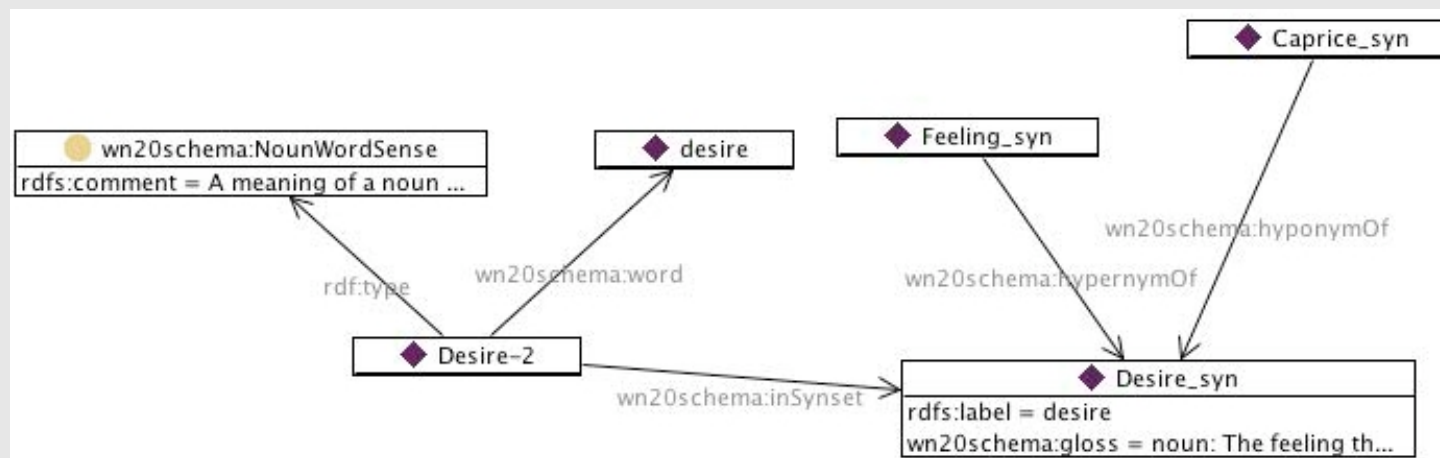 Caprice_syn
Feeling_syn
wn20schema:NounWordSense
desire
rdfs:comment = A meaning of a noun ...
wn20schema:hyponymOf
wn20schema:word
wn20schema:hypernymOf
rdf:type
Desire-2
Desire_syn
wn20schema:inSynset
rdfs:label = desire
wn20schema:gloss = noun: The feeling th...